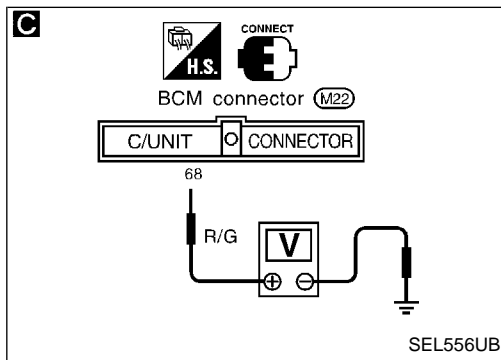 C
H.S.
CONNECT
BCM connector M22
C/UNIT CONNECTOR
68
R/G
V
+ −
SEL556UB